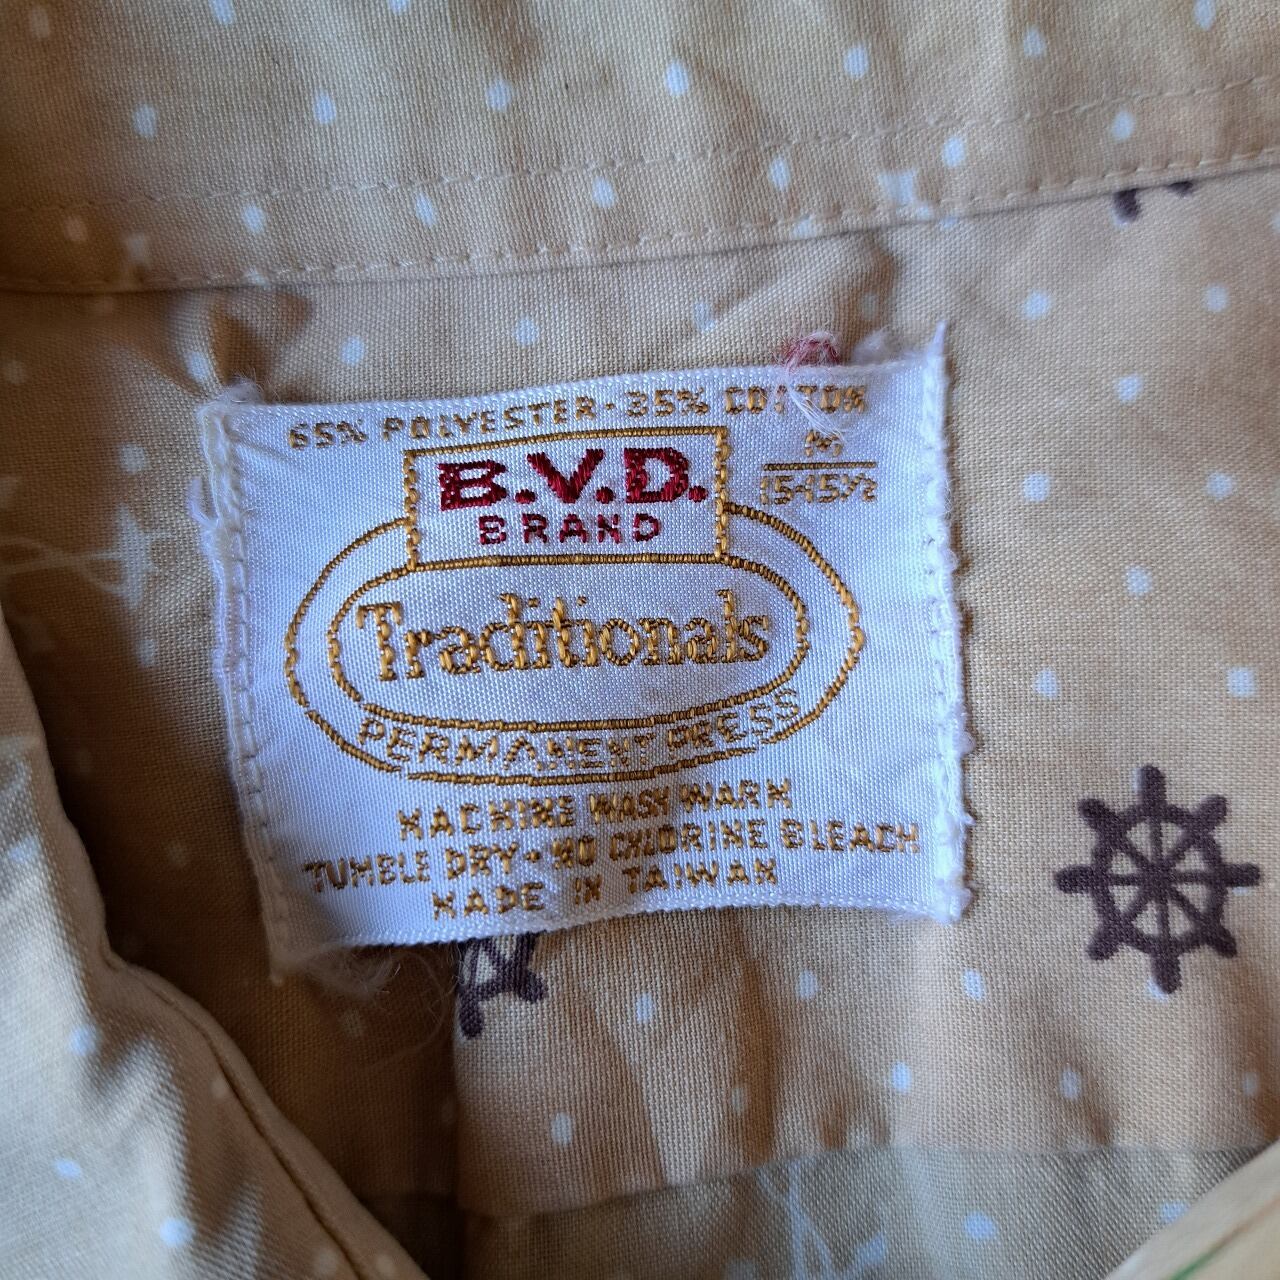 65% POLYESTER · 35% COTTON
M
15-15½
B.V.D.
BRAND
Traditionals
PERMANENT PRESS
MACHINE WASH WARM
TUMBLE DRY · NO CHLORINE BLEACH
MADE IN TAIWAN